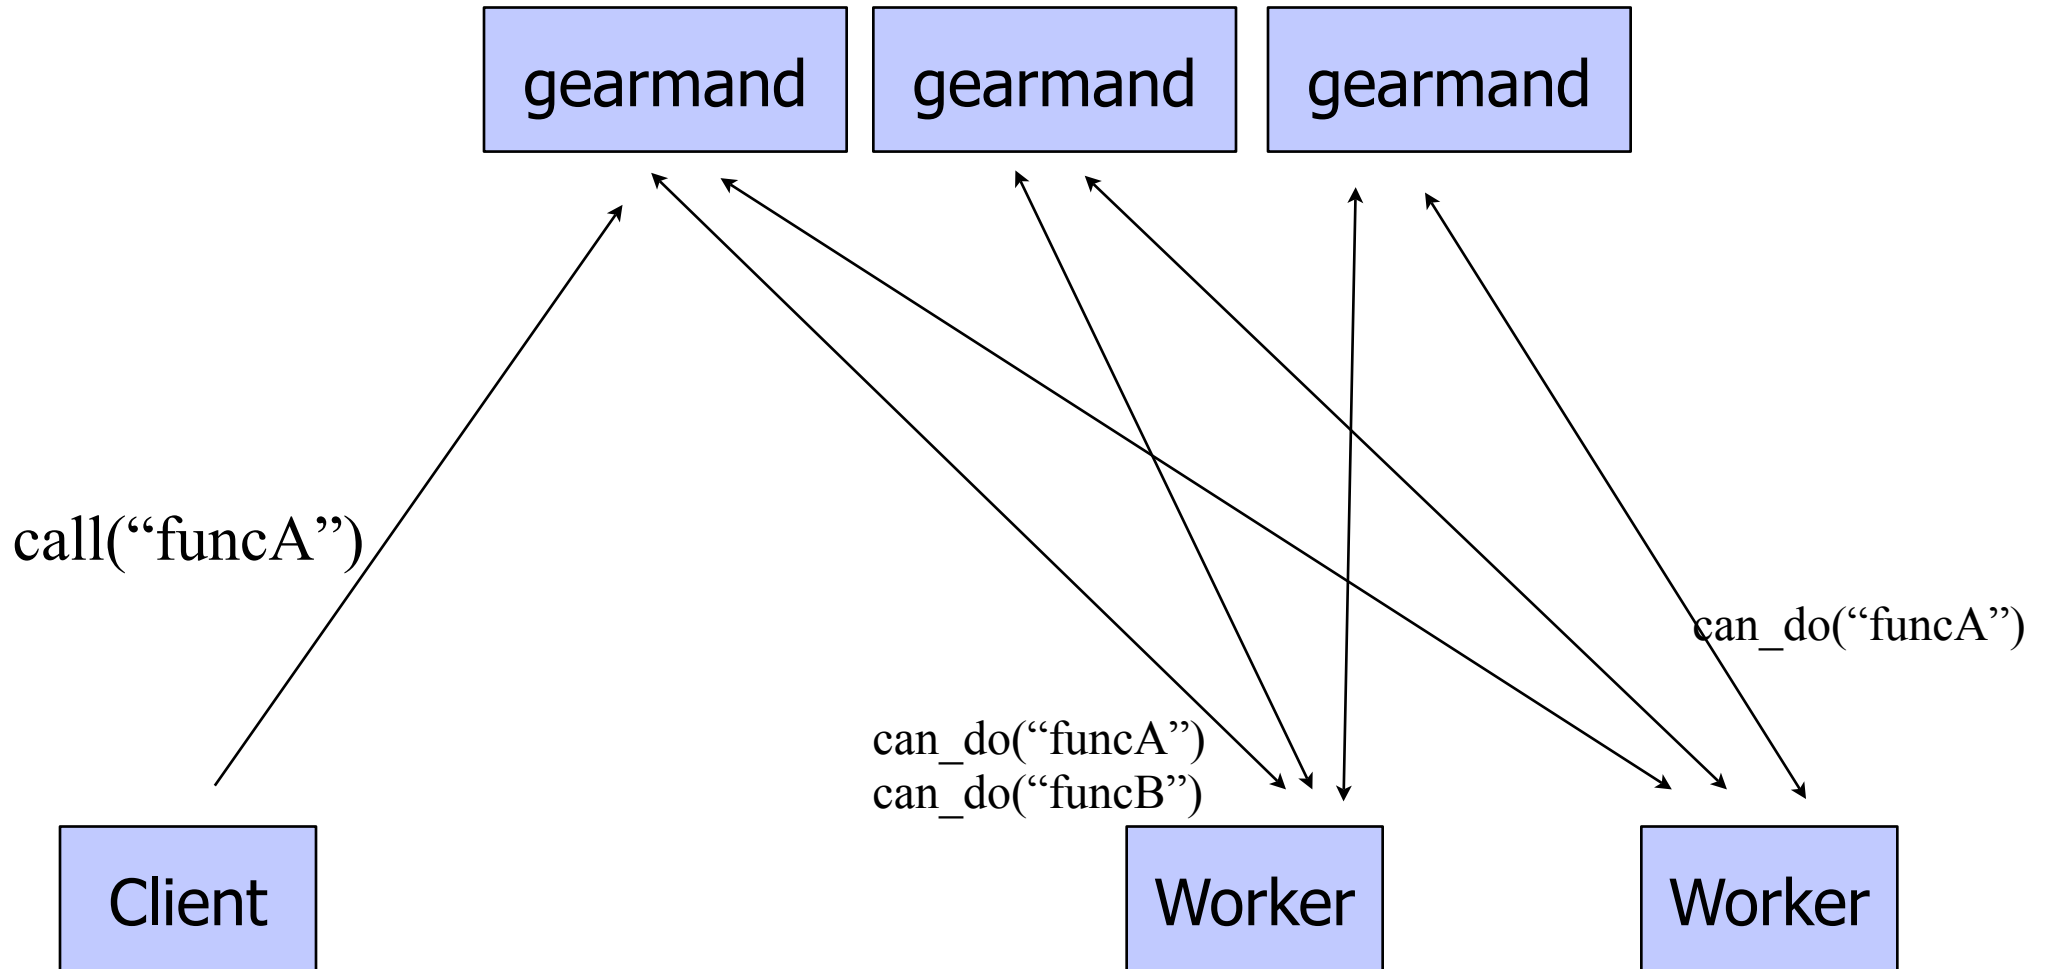 gearmand
gearmand
gearmand
call(“funcA”)
can_do(“funcA”)
can_do(“funcA”)
can_do(“funcB”)
Client
Worker
Worker